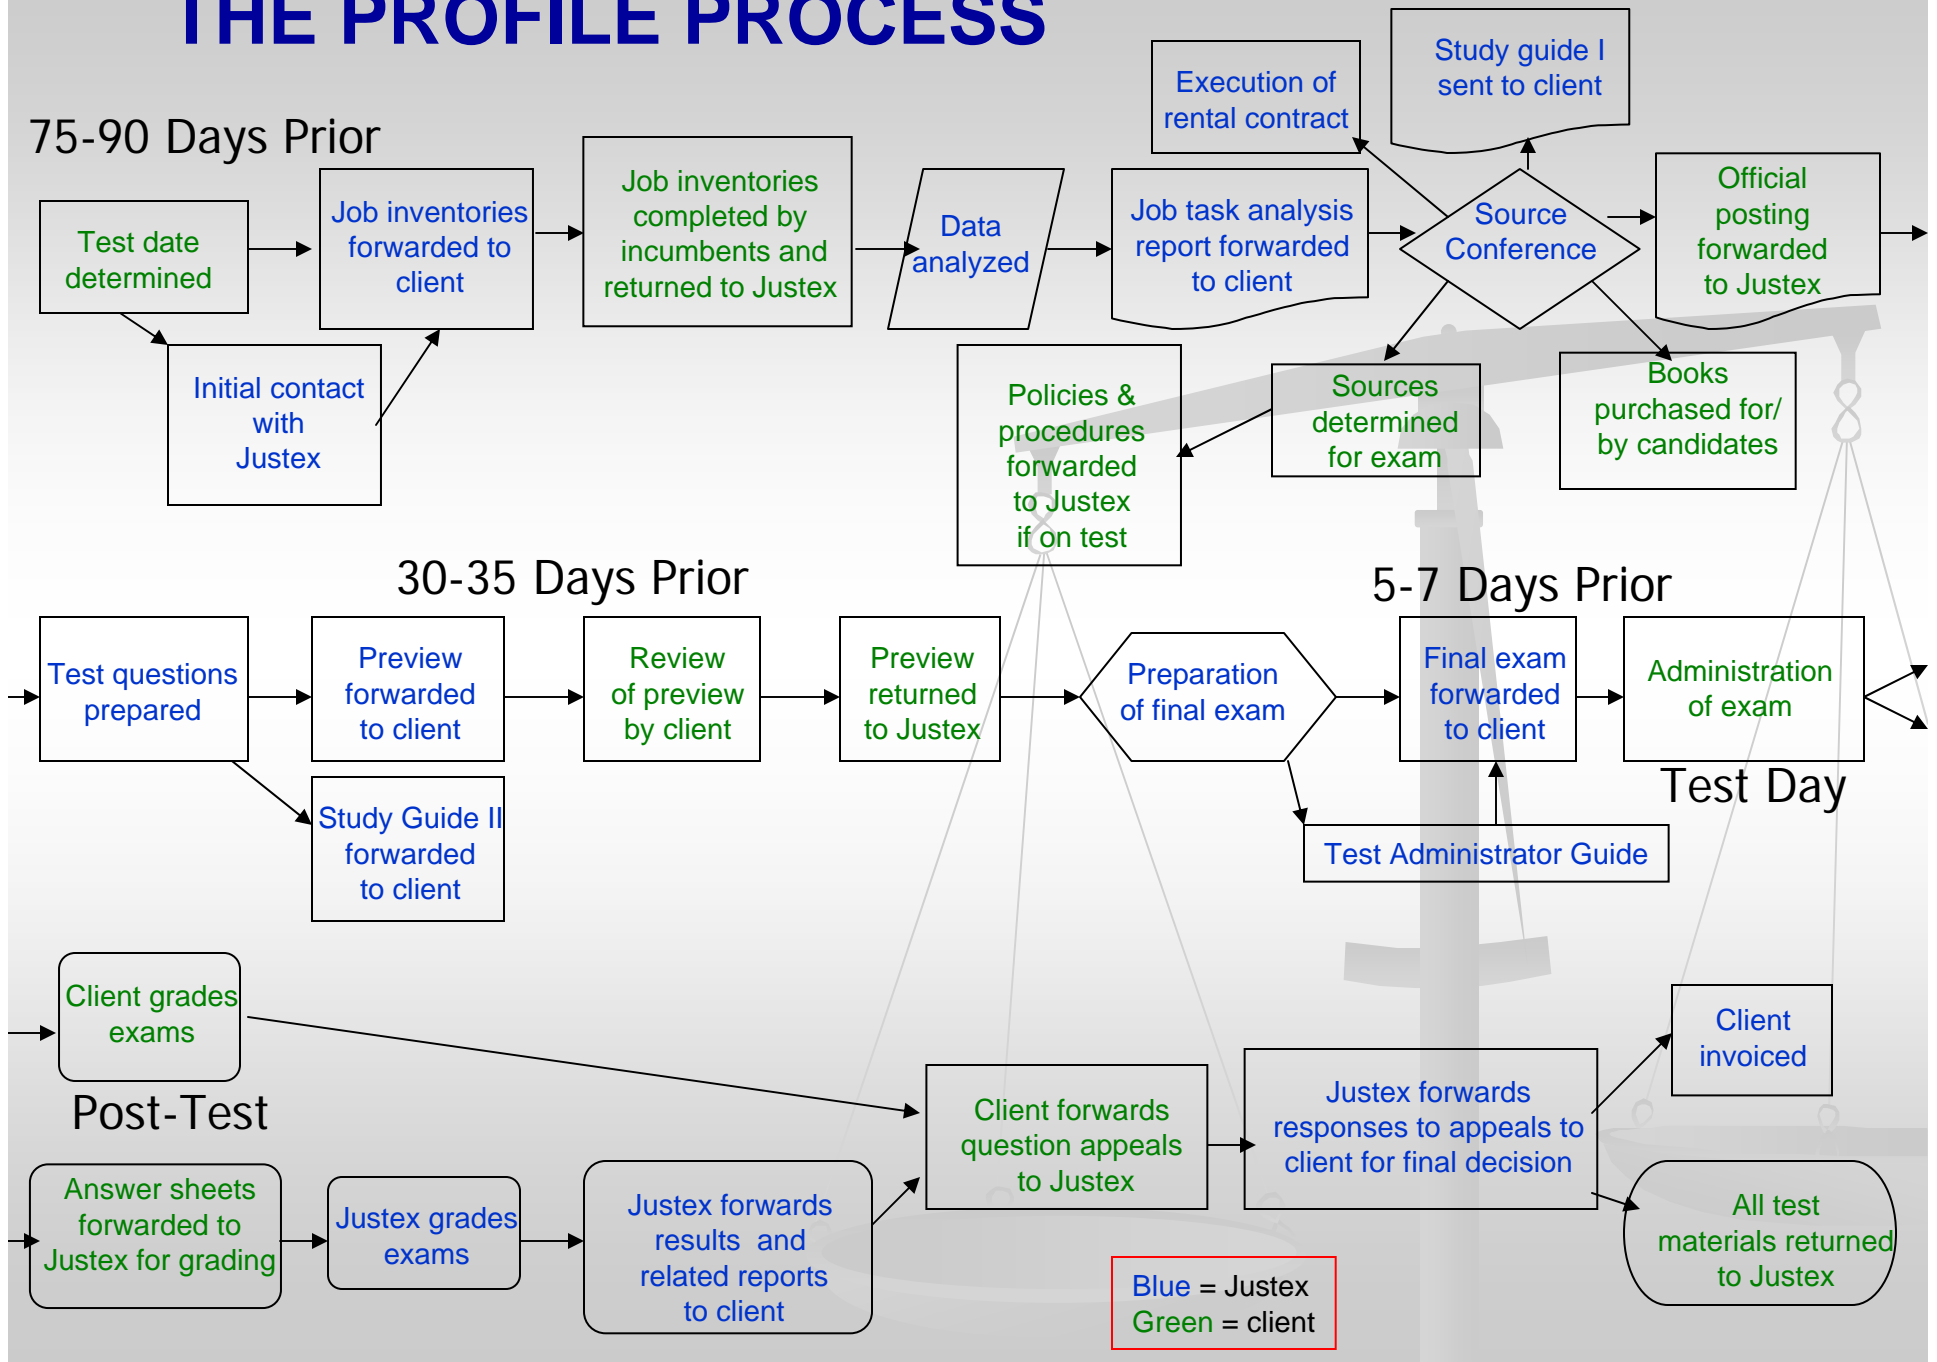 THE PROFILE PROCESS
75-90 Days Prior
Test date
determined
Initial contact
with
Justex
Job inventories
forwarded to
client
Job inventories
completed by
incumbents and
returned to Justex
Data
analyzed
Job task analysis
report forwarded
to client
Execution of
rental contract
Study guide I
sent to client
Source
Conference
Official
posting
forwarded
to Justex
Policies &
procedures
forwarded
to Justex
if on test
Sources
determined
for exam
Books
purchased for/
by candidates
30-35 Days Prior
5-7 Days Prior
Test questions
prepared
Preview
forwarded
to client
Review
of preview
by client
Preview
returned
to Justex
Preparation
of final exam
Final exam
forwarded
to client
Administration
of exam
Test Day
Study Guide II
forwarded
to client
Test Administrator Guide
Client grades
exams
Post-Test
Answer sheets
forwarded to
Justex for grading
Justex grades
exams
Justex forwards
results and
related reports
to client
Client forwards
question appeals
to Justex
Justex forwards
responses to appeals to
client for final decision
Client
invoiced
All test
materials returned
to Justex
Blue = Justex
Green = client